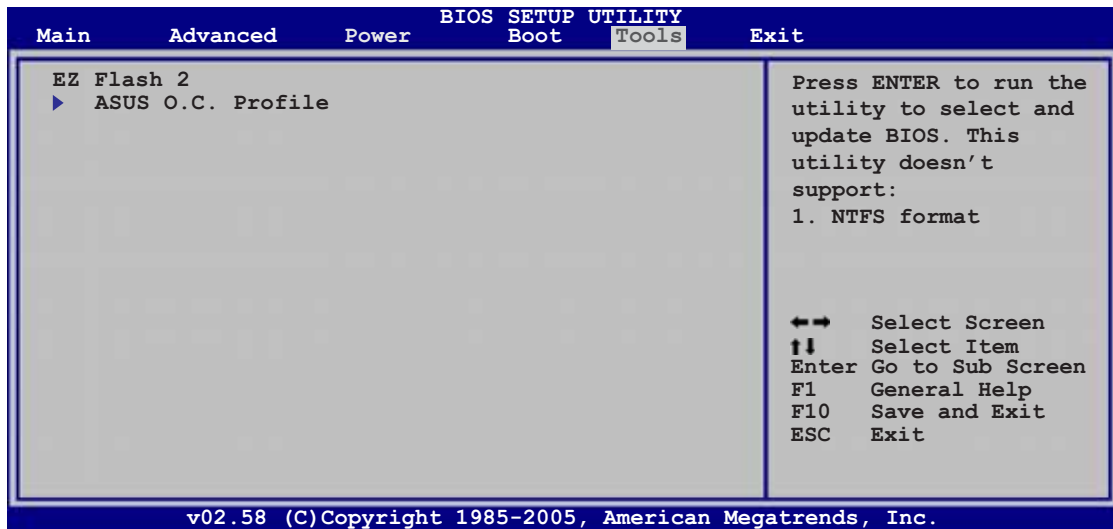 BIOS SETUP UTILITY
Main Advanced Power Boot Tools Exit
EZ Flash 2
ASUS O.C. Profile
Press ENTER to run the
utility to select and
update BIOS. This
utility doesn't
support:
1. NTFS format
←→ Select Screen
↑↓ Select Item
Enter Go to Sub Screen
F1 General Help
F10 Save and Exit
ESC Exit
v02.58 (C)Copyright 1985-2005, American Megatrends, Inc.